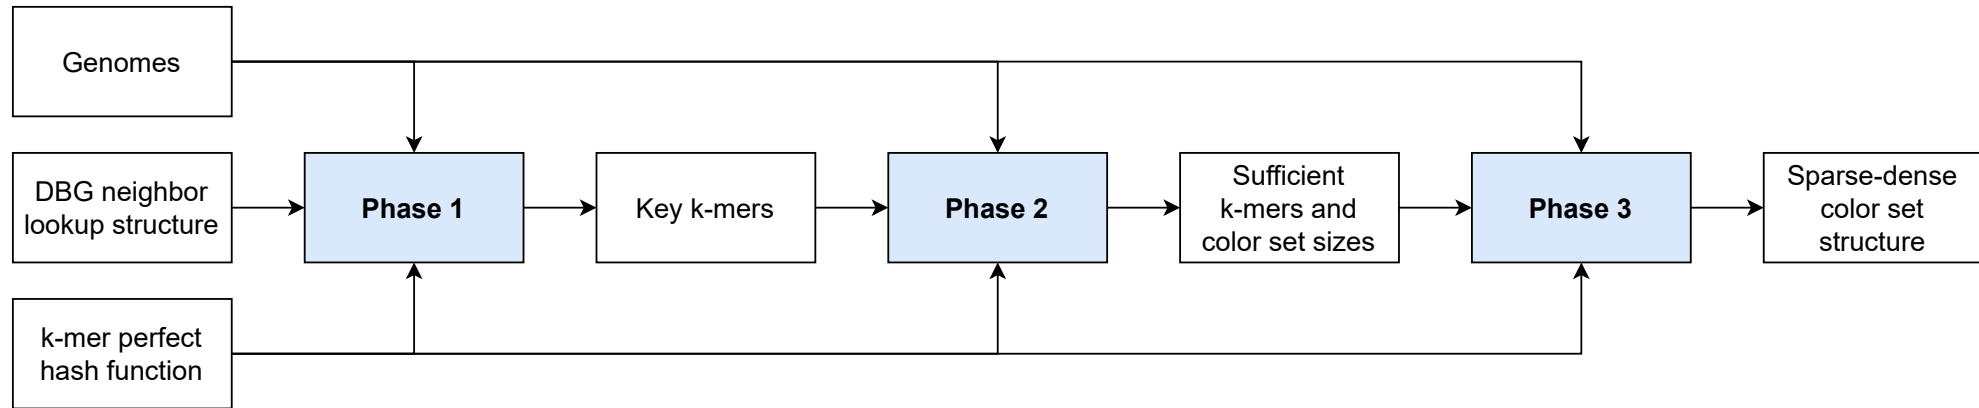 Genomes
DBG neighbor
lookup structure
Phase 1
Key k-mers
Phase 2
Sufficient
k-mers and
color set sizes
Phase 3
Sparse-dense
color set
structure
k-mer perfect
hash function